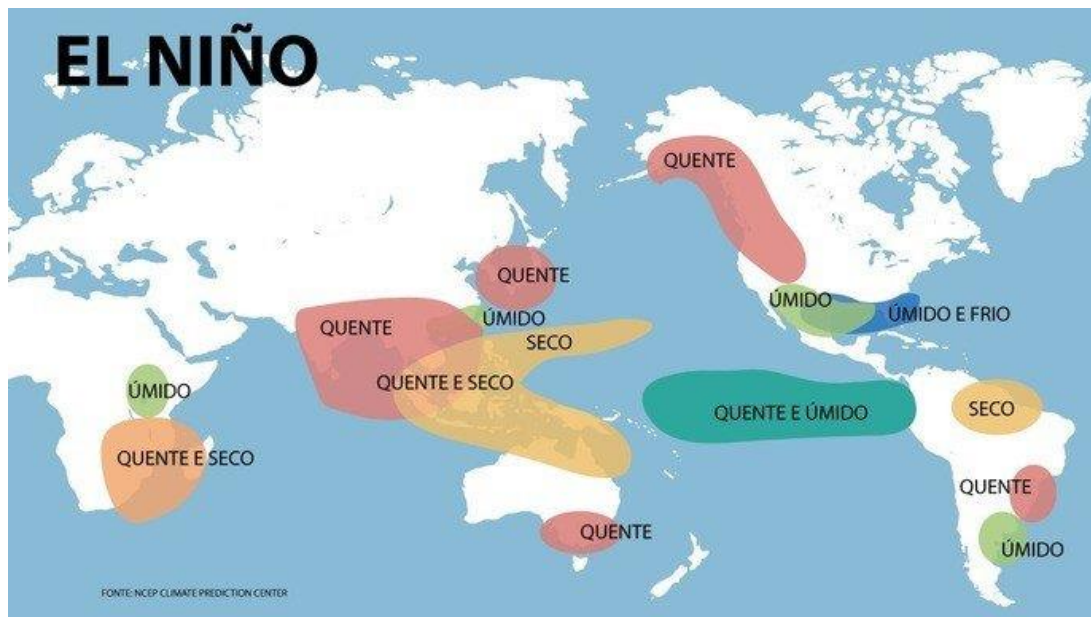 EL NIÑO
QUENTE
QUENTE
ÚMIDO
ÚMIDO E FRIO
QUENTE
ÚMIDO
SECO
QUENTE E SECO
ÚMIDO
QUENTE E ÚMIDO
SECO
QUENTE E SECO
QUENTE
QUENTE
ÚMIDO
FONTE: NCEP CLIMATE PREDICTION CENTER